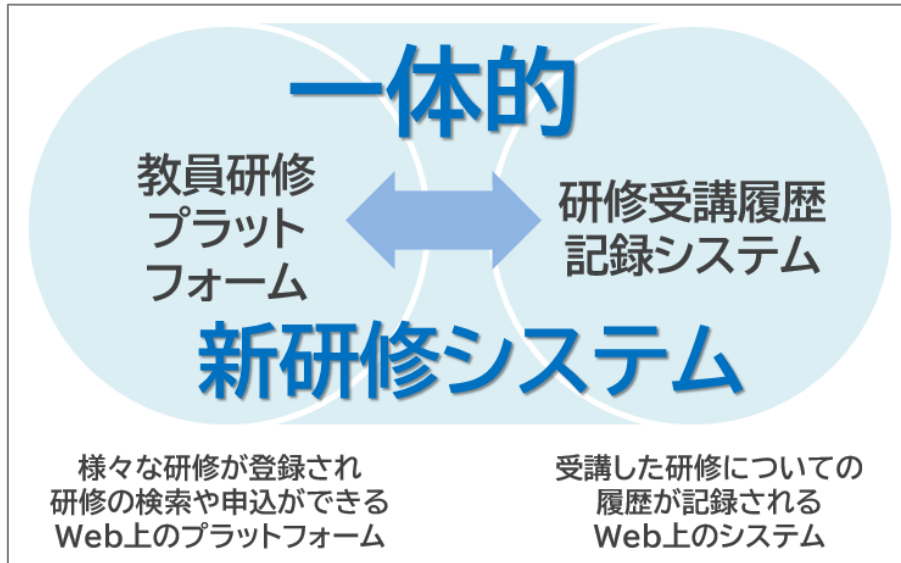 一体的
教員研修
プラット
フォーム
研修受講履歴
記録システム
新研修システム
様々な研修が登録され
研修の検索や申込ができる
Web上のプラットフォーム
受講した研修についての
履歴が記録される
Web上のシステム